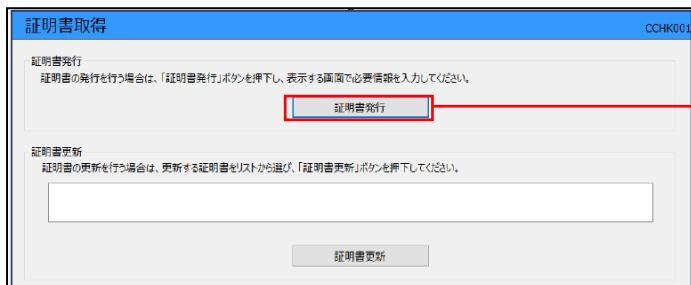 証明書取得
CCHK001
証明書発行
証明書の発行を行う場合は、「証明書発行」ボタンを押下し、表示する画面で必要情報を入力してください。
証明書発行
証明書更新
証明書の更新を行う場合は、更新する証明書をリストから選び、「証明書更新」ボタンを押下してください。
証明書更新